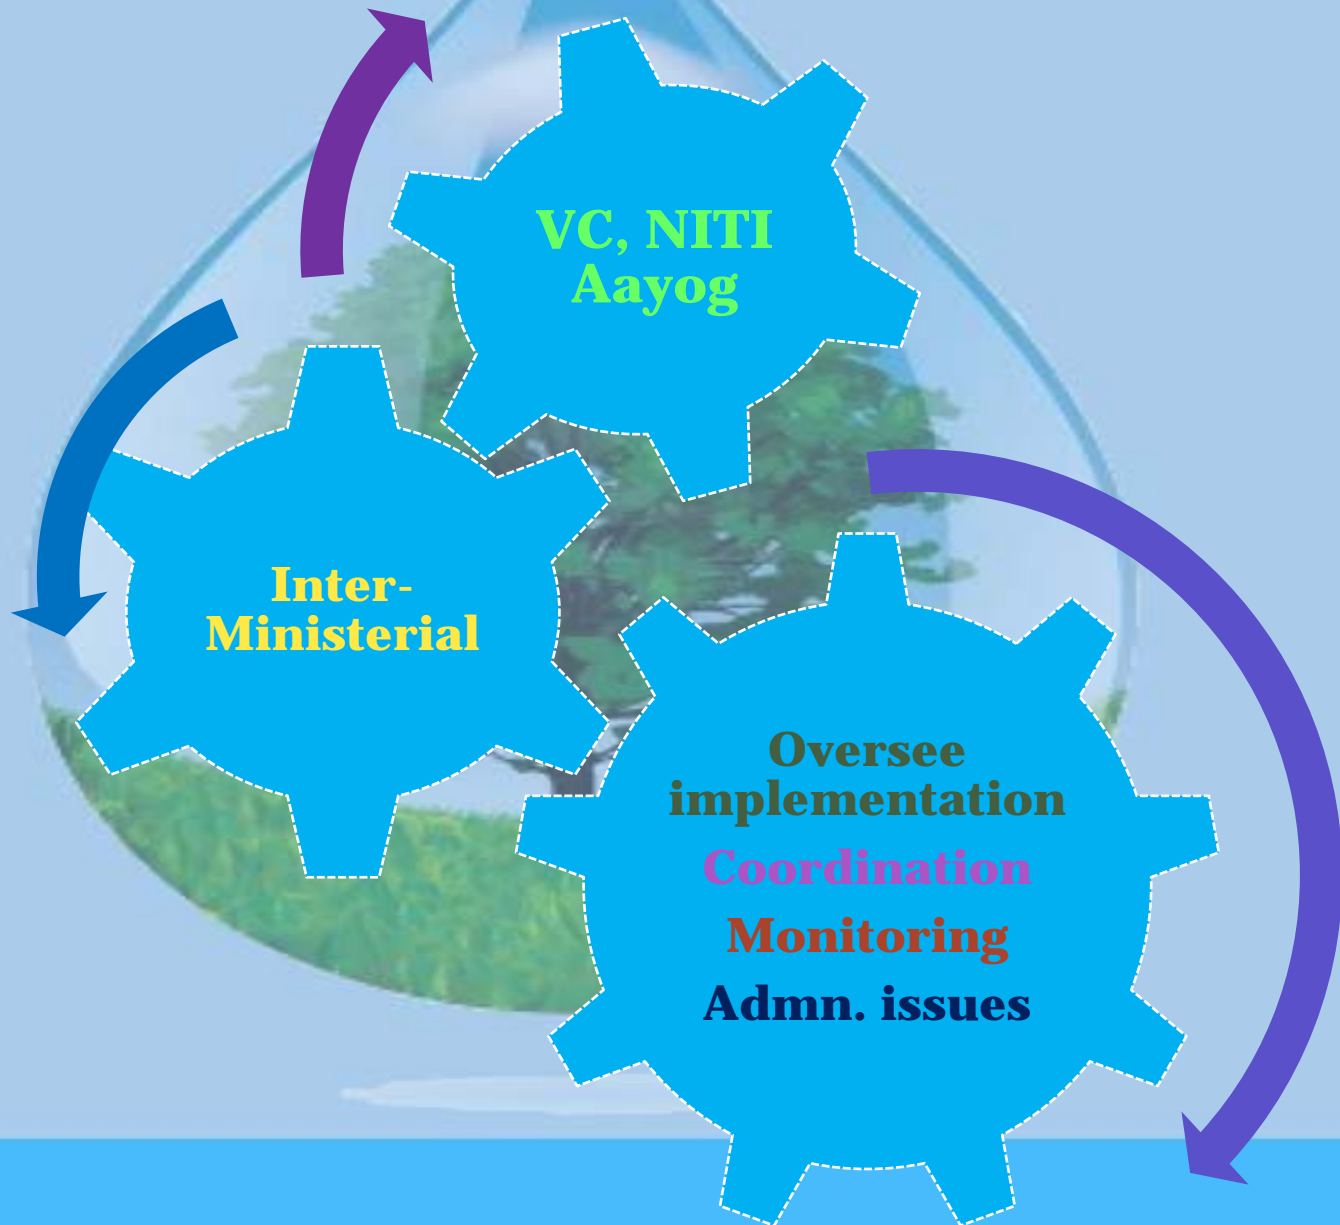 VC, NITI
Aayog
Inter-
Ministerial
Oversee
implementation
Coordination
Monitoring
Admn. issues